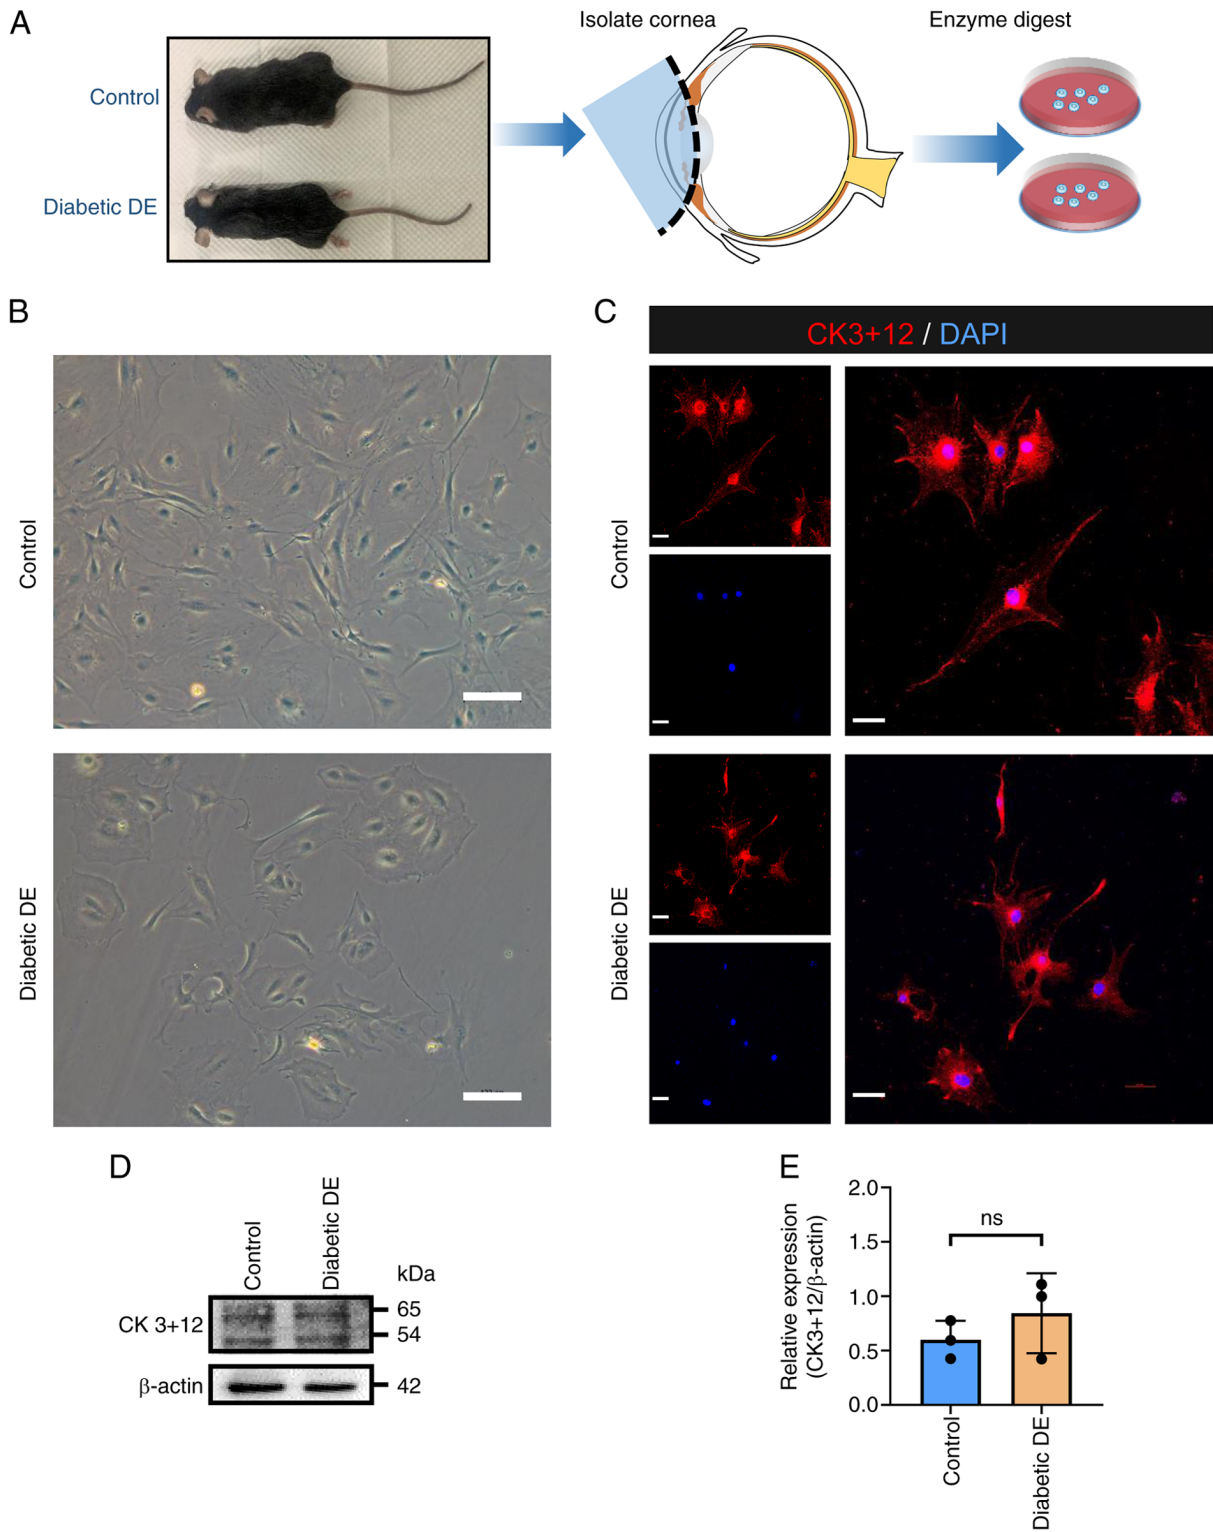 A
Isolate cornea
Enzyme digest
Control
Diabetic DE
B
C
CK3+12 / DAPI
Control
Control
Diabetic DE
Diabetic DE
D
E
Control
Diabetic DE
kDa
CK 3+12
65
54
β-actin
42
Relative expression
(CK3+12/β-actin)
2.0
1.5
1.0
0.5
0.0
ns
Control
Diabetic DE